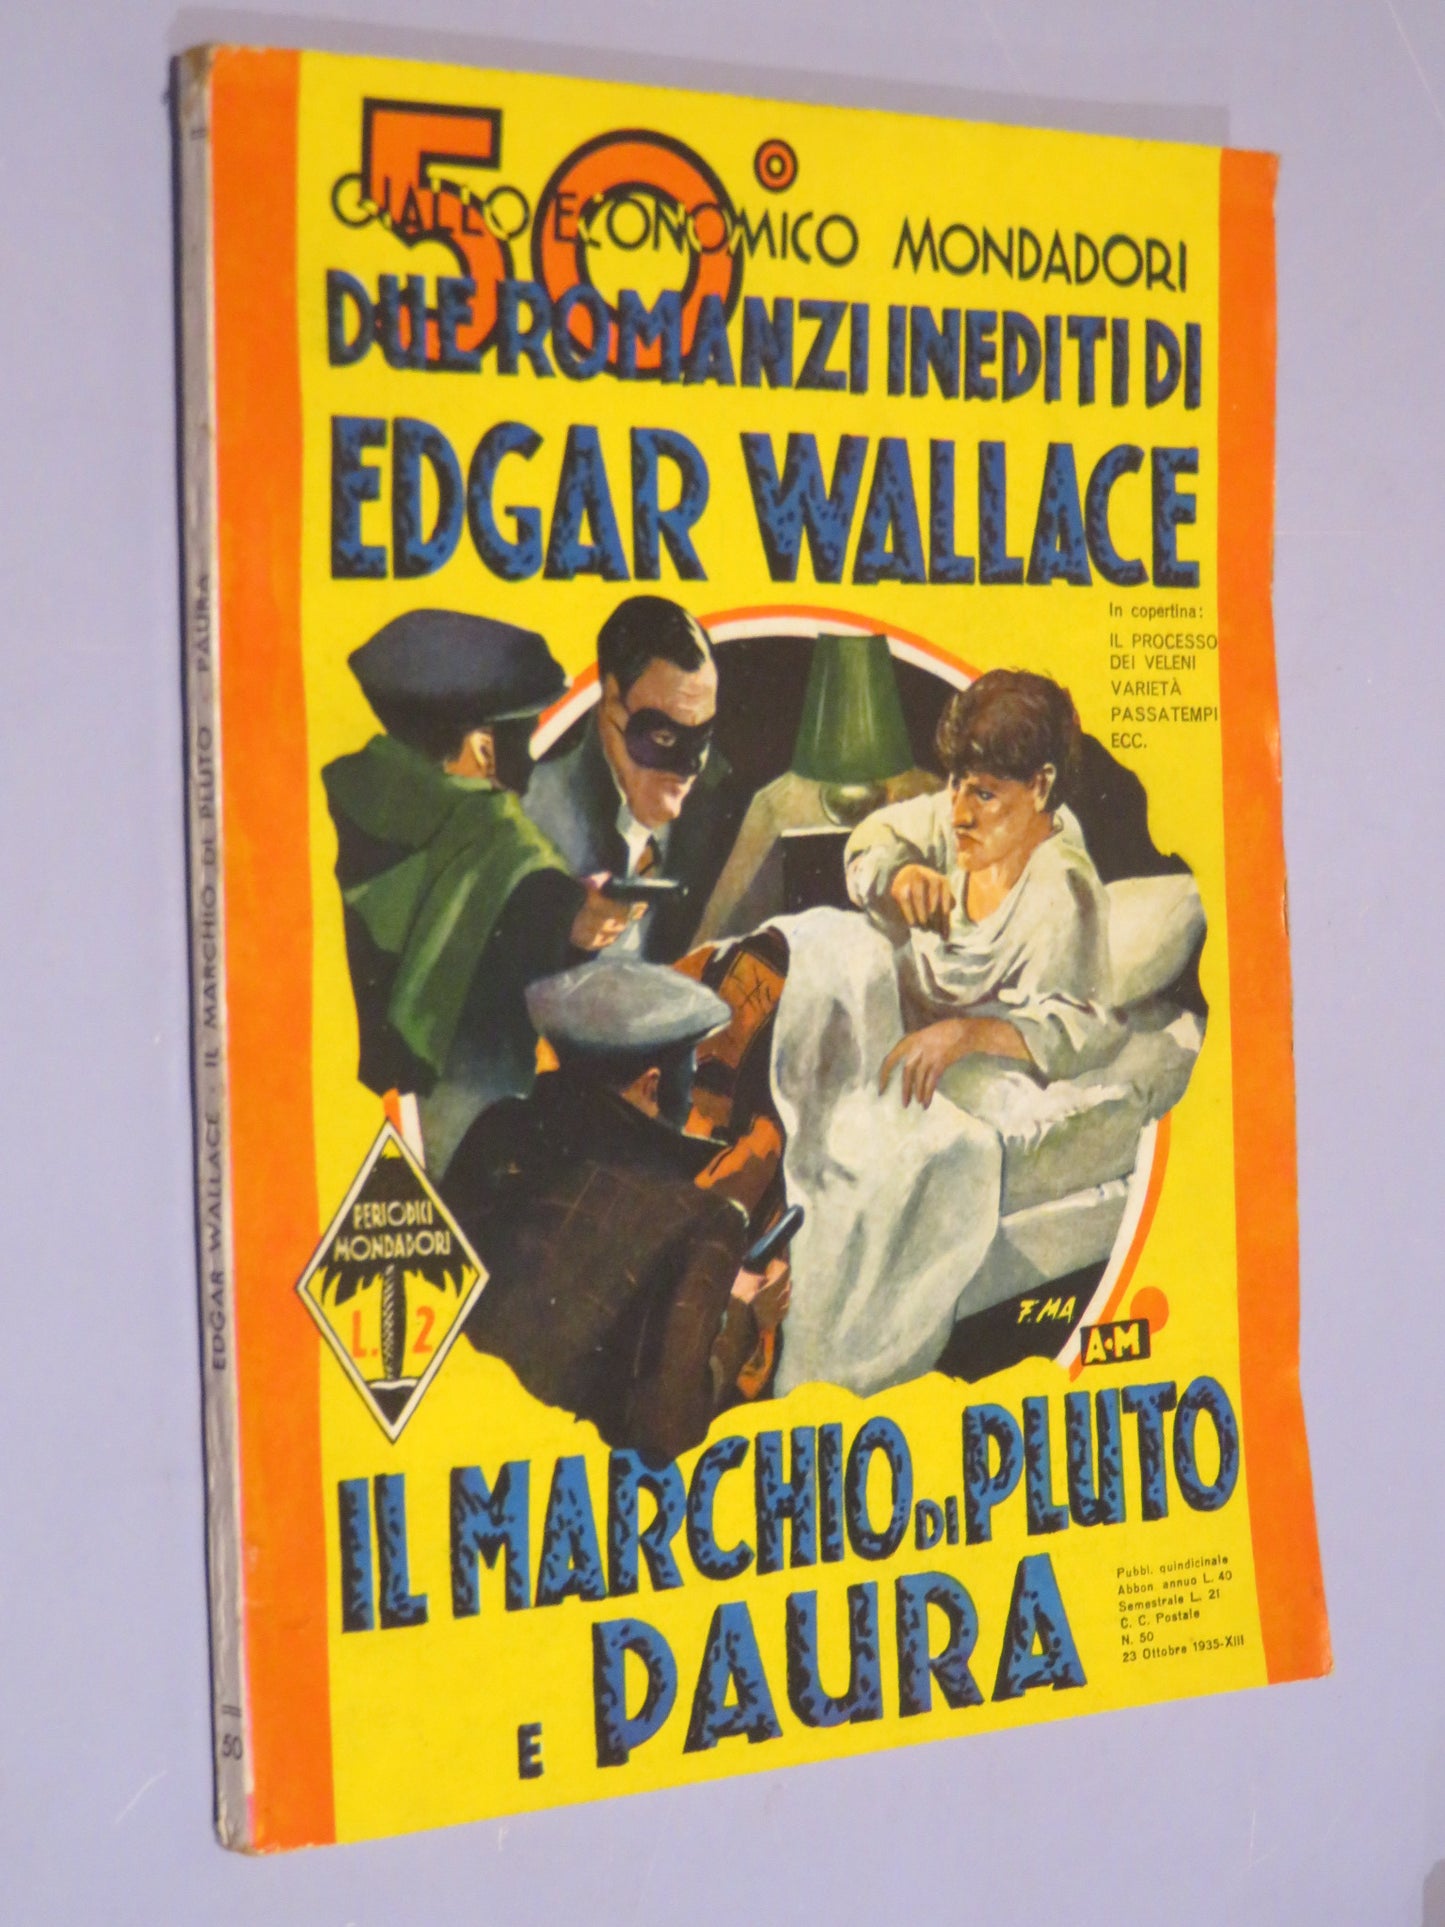 50°
GIALLO ECONOMICO MONDADORI
DUE ROMANZI INEDITI DI
EDGAR WALLACE
In copertina:
IL PROCESSO
DEI VELENI
VARIETÀ
PASSATEMPI
ECC.
PERIODICI
MONDADORI
L. 2
F. MA
A·M
IL MARCHIO DI PLUTO
E PAURA
Pubbl. quindicinale
Abbon. annuo L. 40
Semestrale L. 21
C. C. Postale
N. 50
23 Ottobre 1935-XIII
EDGAR WALLACE - IL MARCHIO DI PLUTO - PAURA
50